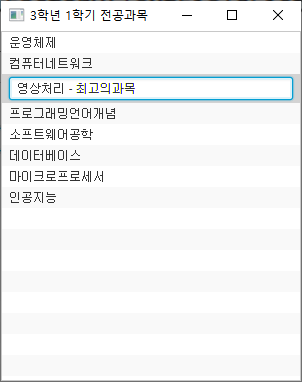 3학년 1학기 전공과목
운영체제
컴퓨터네트워크
영상처리 - 최고의과목
프로그래밍언어개념
소프트웨어공학
데이터베이스
마이크로프로세서
인공지능